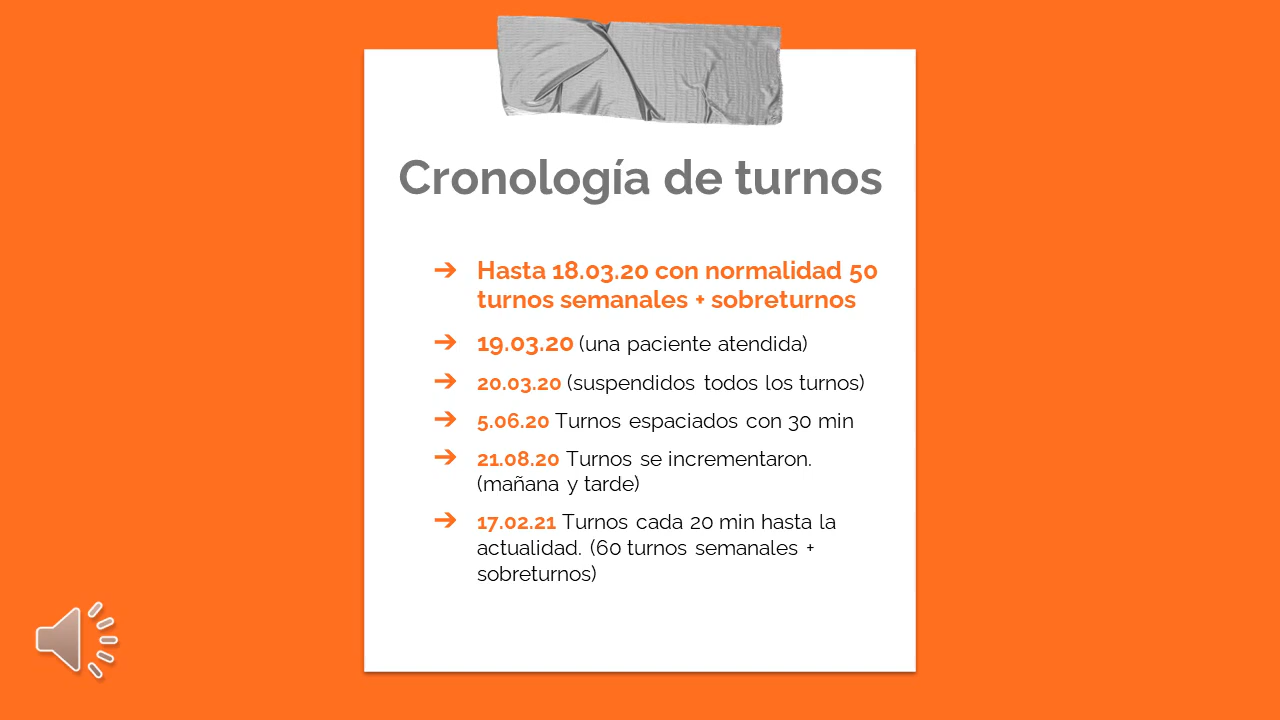 Cronología de turnos
➔ Hasta 18.03.20 con normalidad 50
turnos semanales + sobreturnos
➔ 19.03.20 (una paciente atendida)
➔ 20.03.20 (suspendidos todos los turnos)
➔ 5.06.20 Turnos espaciados con 30 min
➔ 21.08.20 Turnos se incrementaron.
(mañana y tarde)
➔ 17.02.21 Turnos cada 20 min hasta la
actualidad. (60 turnos semanales +
sobreturnos)